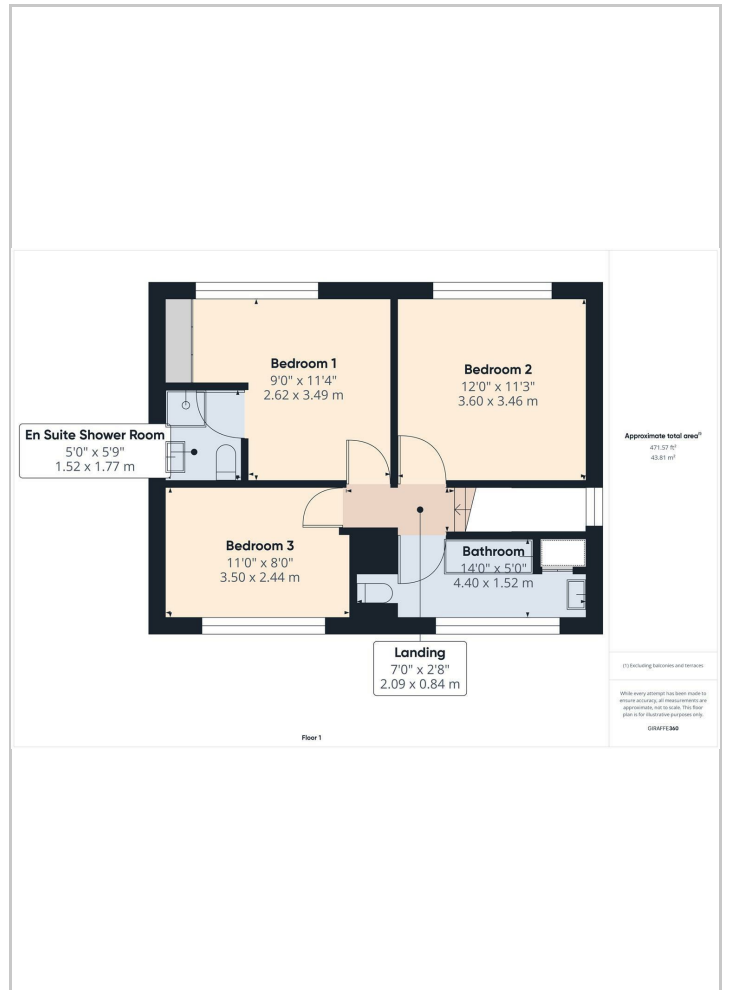 Bedroom 1
9'0" x 11'4"
2.62 x 3.49 m
Bedroom 2
12'0" x 11'3"
3.60 x 3.46 m
En Suite Shower Room
5'0" x 5'9"
1.52 x 1.77 m
Bedroom 3
11'0" x 8'0"
3.50 x 2.44 m
Bathroom
14'0" x 5'0"
4.40 x 1.52 m
Landing
7'0" x 2'8"
2.09 x 0.84 m
Floor 1
Approximate total area⁽¹⁾
471.57 ft²
43.81 m²
(1) Excluding balconies and terraces
While every attempt has been made to
ensure accuracy, all measurements are
approximate, not to scale. This floor
plan is for illustrative purposes only.
GIRAFFE360